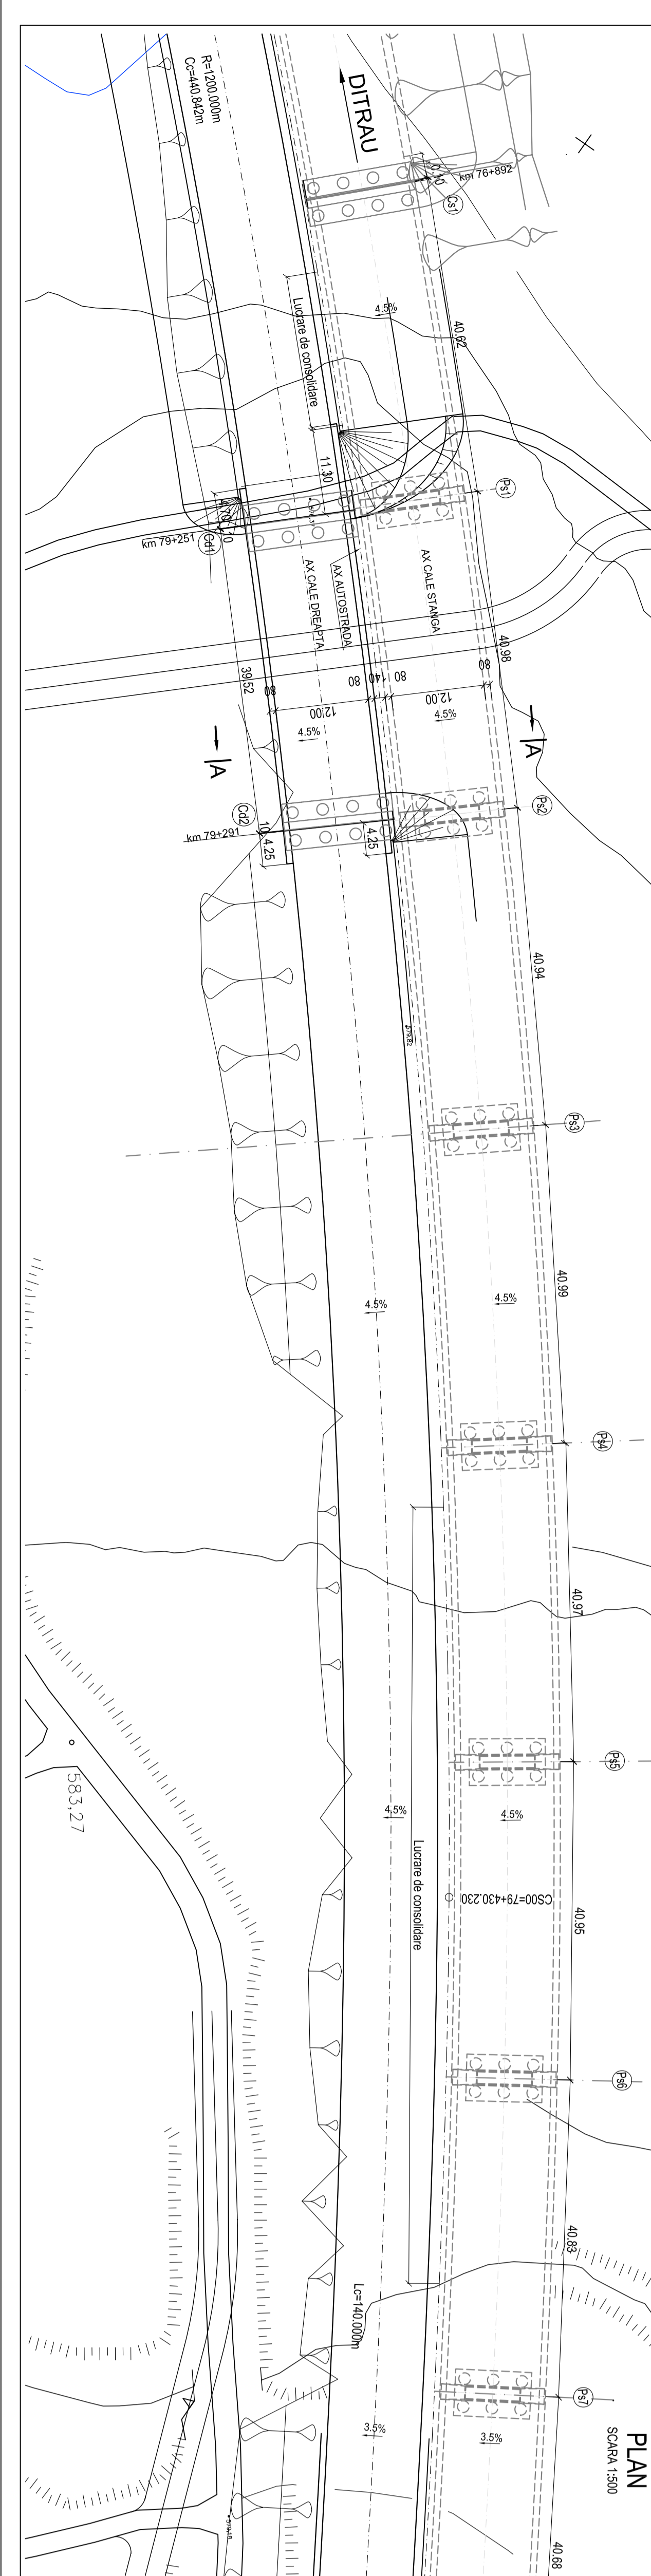 R=1200.000m
Cc=440.842m
DITRAU
0.10
km 76+892
Cs1
4.5%
40.62
Lucrare de consolidare
11.30
Ps1
km 79+251
Cd1
AX CALE DREAPTA
AX AUTOSTRADA
AX CALE STANGA
40.98
39.52
80
12.00
80
140
80
12.00
80
4.5%
4.5%
A
A
Cd2
km 79+291
10
4.25
4.25
Ps2
40.94
Ps3
40.99
4.5%
4.5%
Ps4
40.97
Ps5
583,27
4.5%
4.5%
Lucrare de consolidare
CS00=79+430.230
40.95
Ps6
40.83
Lc=140.000m
Ps7
3.5%
3.5%
PLAN
SCARA 1:500
40.68